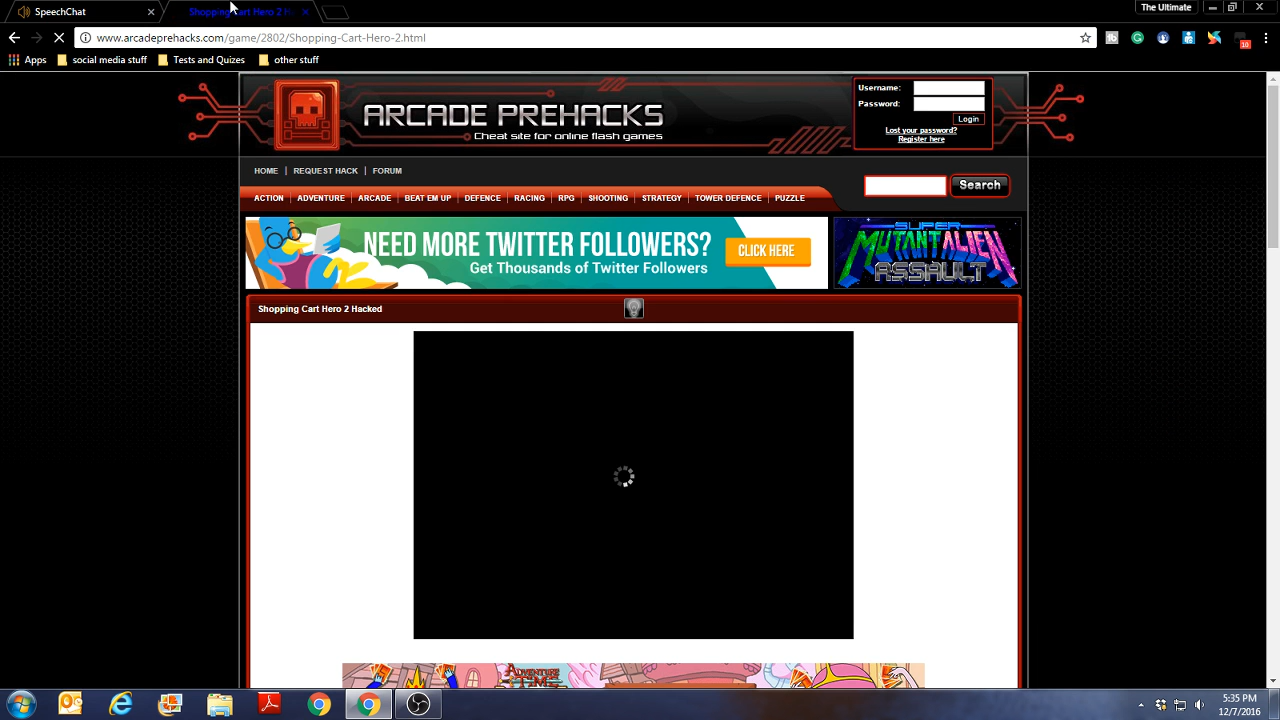 SpeechChat
Shopping Cart Hero 2 H
The Ultimate
www.arcadeprehacks.com/game/2802/Shopping-Cart-Hero-2.html
10
Apps
social media stuff
Tests and Quizes
other stuff
ARCADE PREHACKS
Cheat site for online flash games
Username:
Password:
Login
Lost your password?
Register here
HOME | REQUEST HACK | FORUM
Search
ACTION | ADVENTURE | ARCADE | BEAT EM UP | DEFENCE | RACING | RPG | SHOOTING | STRATEGY | TOWER DEFENCE | PUZZLE
NEED MORE TWITTER FOLLOWERS?
Get Thousands of Twitter Followers
CLICK HERE
SUPER
MUTANT ALIEN
ASSAULT
Shopping Cart Hero 2 Hacked
ADVENTURE
TIME
5:35 PM
12/7/2016